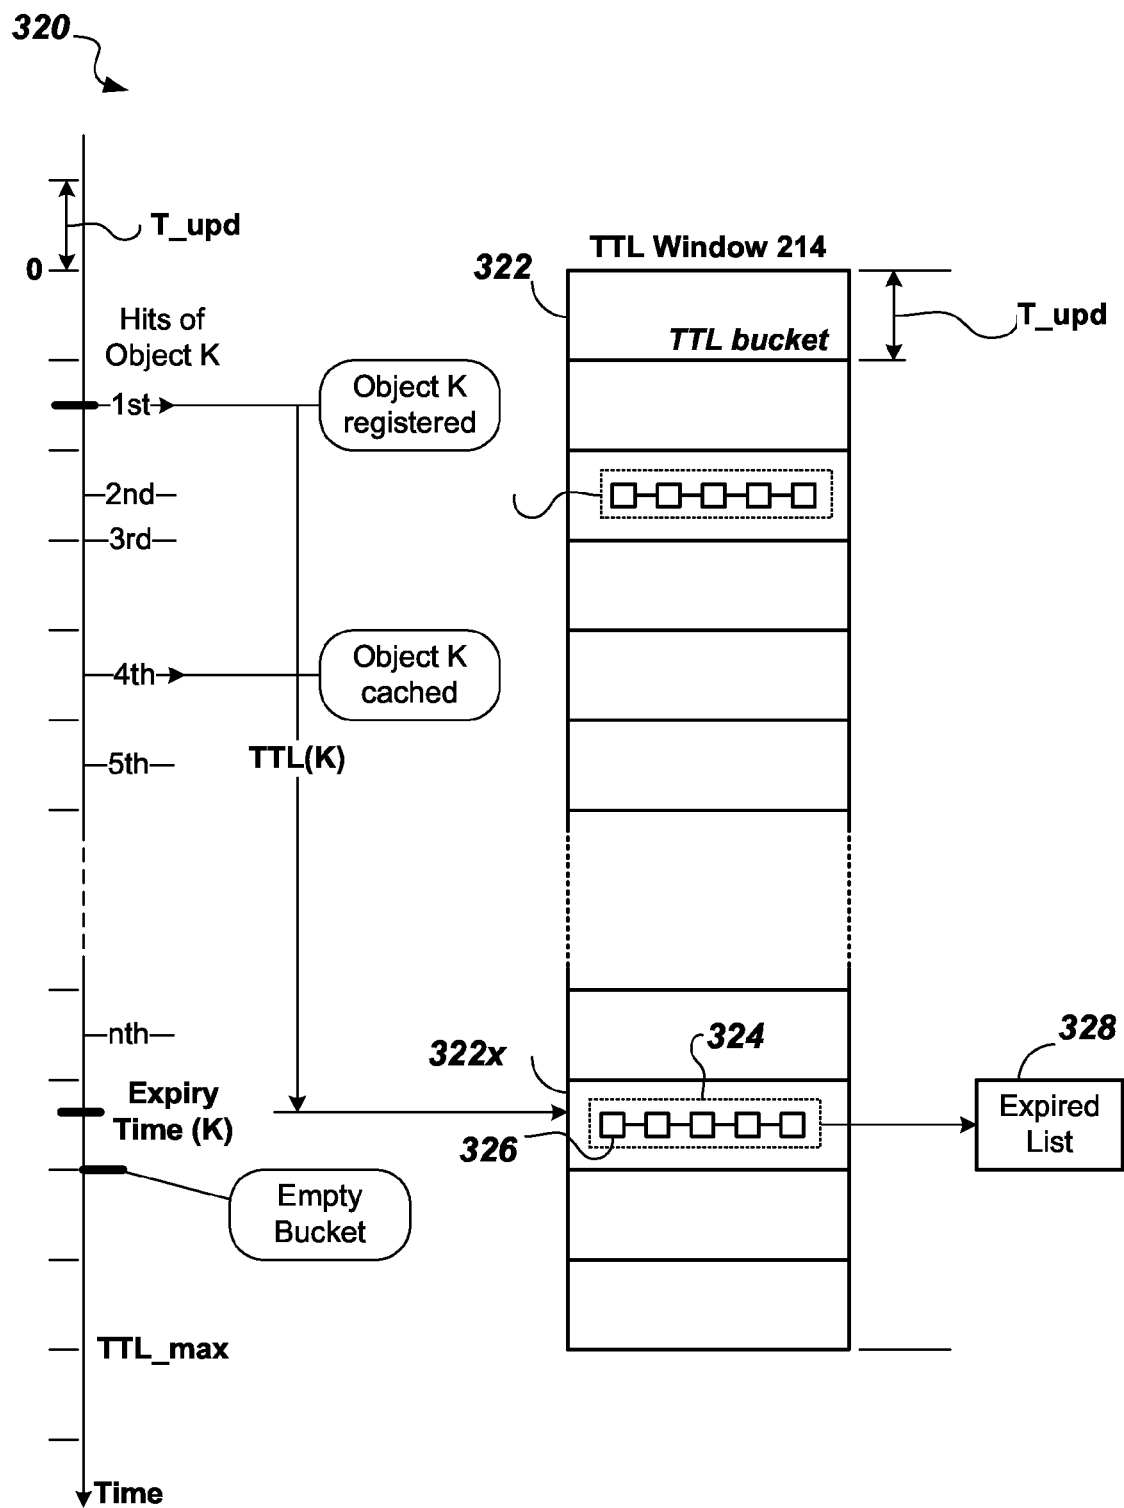 320
T_upd
0
TTL Window 214
322
T_upd
Hits of
Object K
TTL bucket
1st
Object K
registered
2nd
3rd
4th
Object K
cached
TTL(K)
5th
nth
322x
324
328
Expiry
Time (K)
326
Expired
List
Empty
Bucket
TTL_max
Time